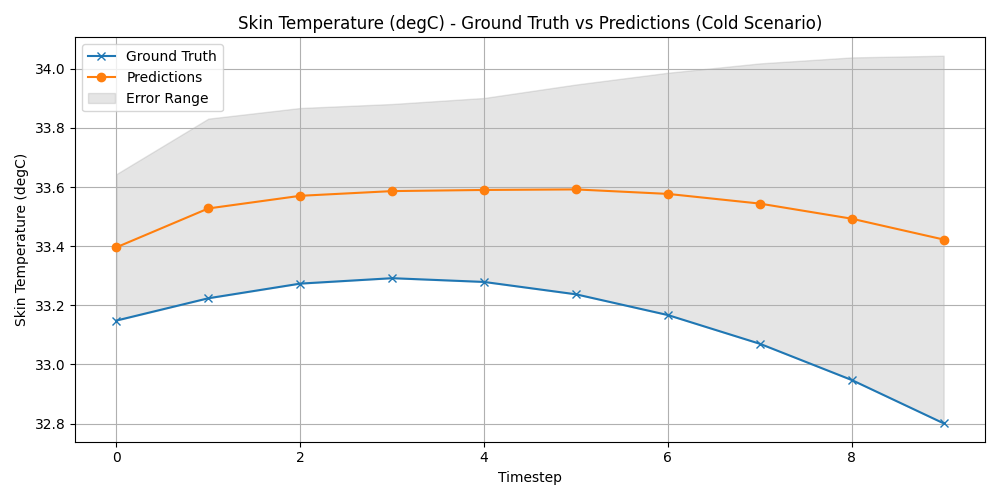 Skin Temperature (degC) - Ground Truth vs Predictions (Cold Scenario)
Ground Truth
Predictions
Error Range
Skin Temperature (degC)
34.0
33.8
33.6
33.4
33.2
33.0
32.8
0 2 4 6 8
Timestep